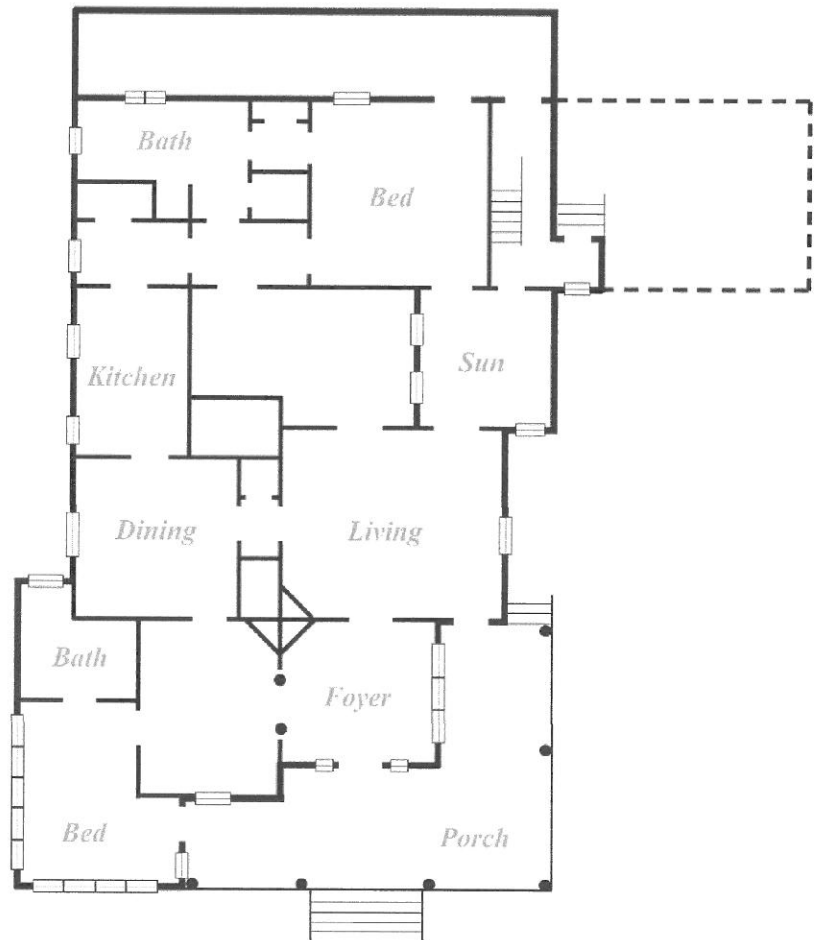 Bath
Bed
Sun
Kitchen
Dining
Living
Bath
Foyer
Bed
Porch